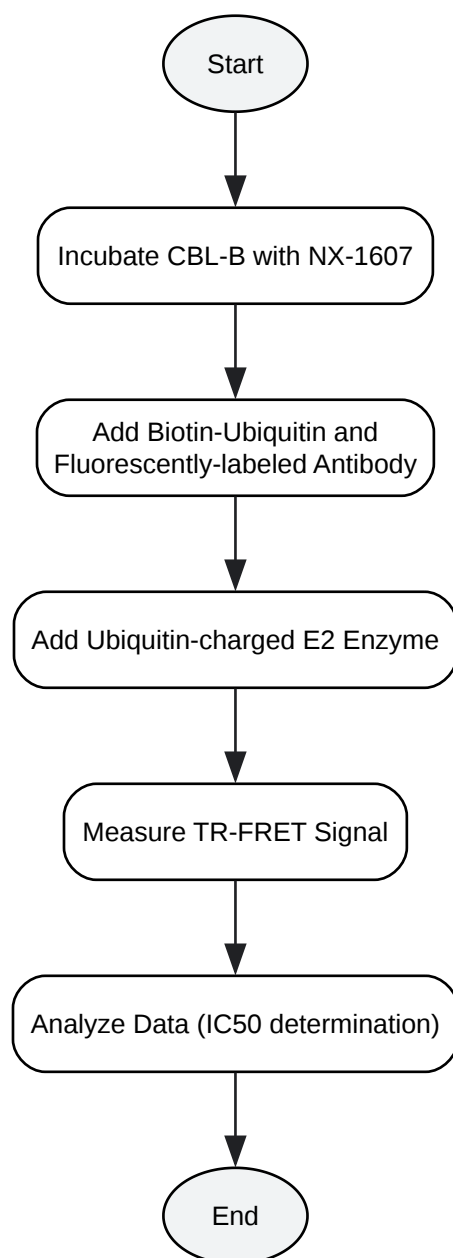 Start
Incubate CBL-B with NX-1607
Add Biotin-Ubiquitin and
Fluorescently-labeled Antibody
Add Ubiquitin-charged E2 Enzyme
Measure TR-FRET Signal
Analyze Data (IC50 determination)
End